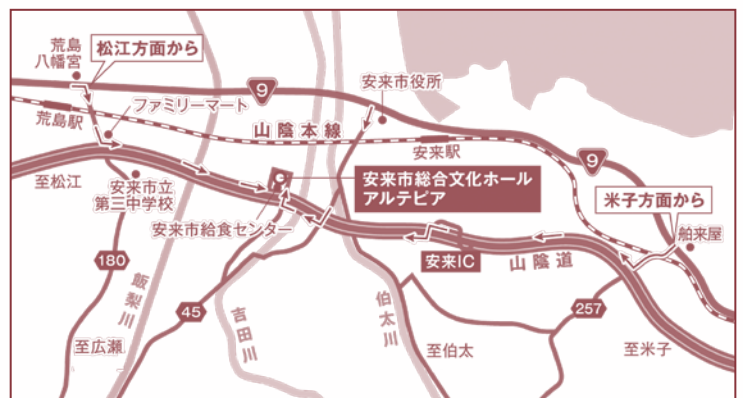 荒島
八幡宮
松江方面から
9
安来市役所
ファミリーマート
荒島駅
山陰本線
安来駅
9
至松江
安来市立
第三中学校
安来市総合文化ホール
アルテピア
米子方面から
安来市給食センター
舶来屋
安来IC
山陰道
180
飯梨川
45
吉田川
伯太川
257
至広瀬
至伯太
至米子